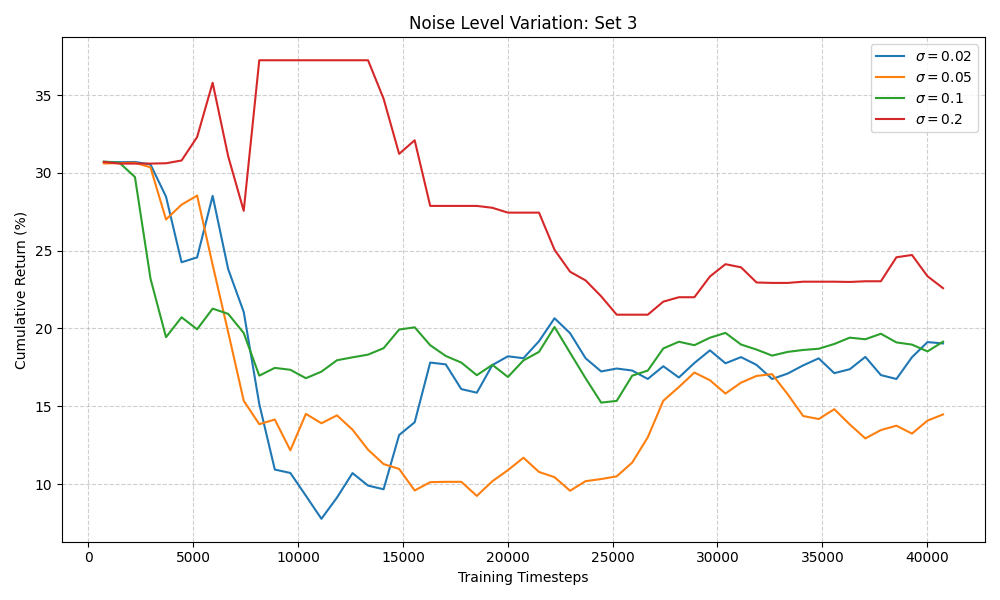 Noise Level Variation: Set 3
σ = 0.02
σ = 0.05
σ = 0.1
σ = 0.2
Cumulative Return (%)
35
30
25
20
15
10
0 5000 10000 15000 20000 25000 30000 35000 40000
Training Timesteps